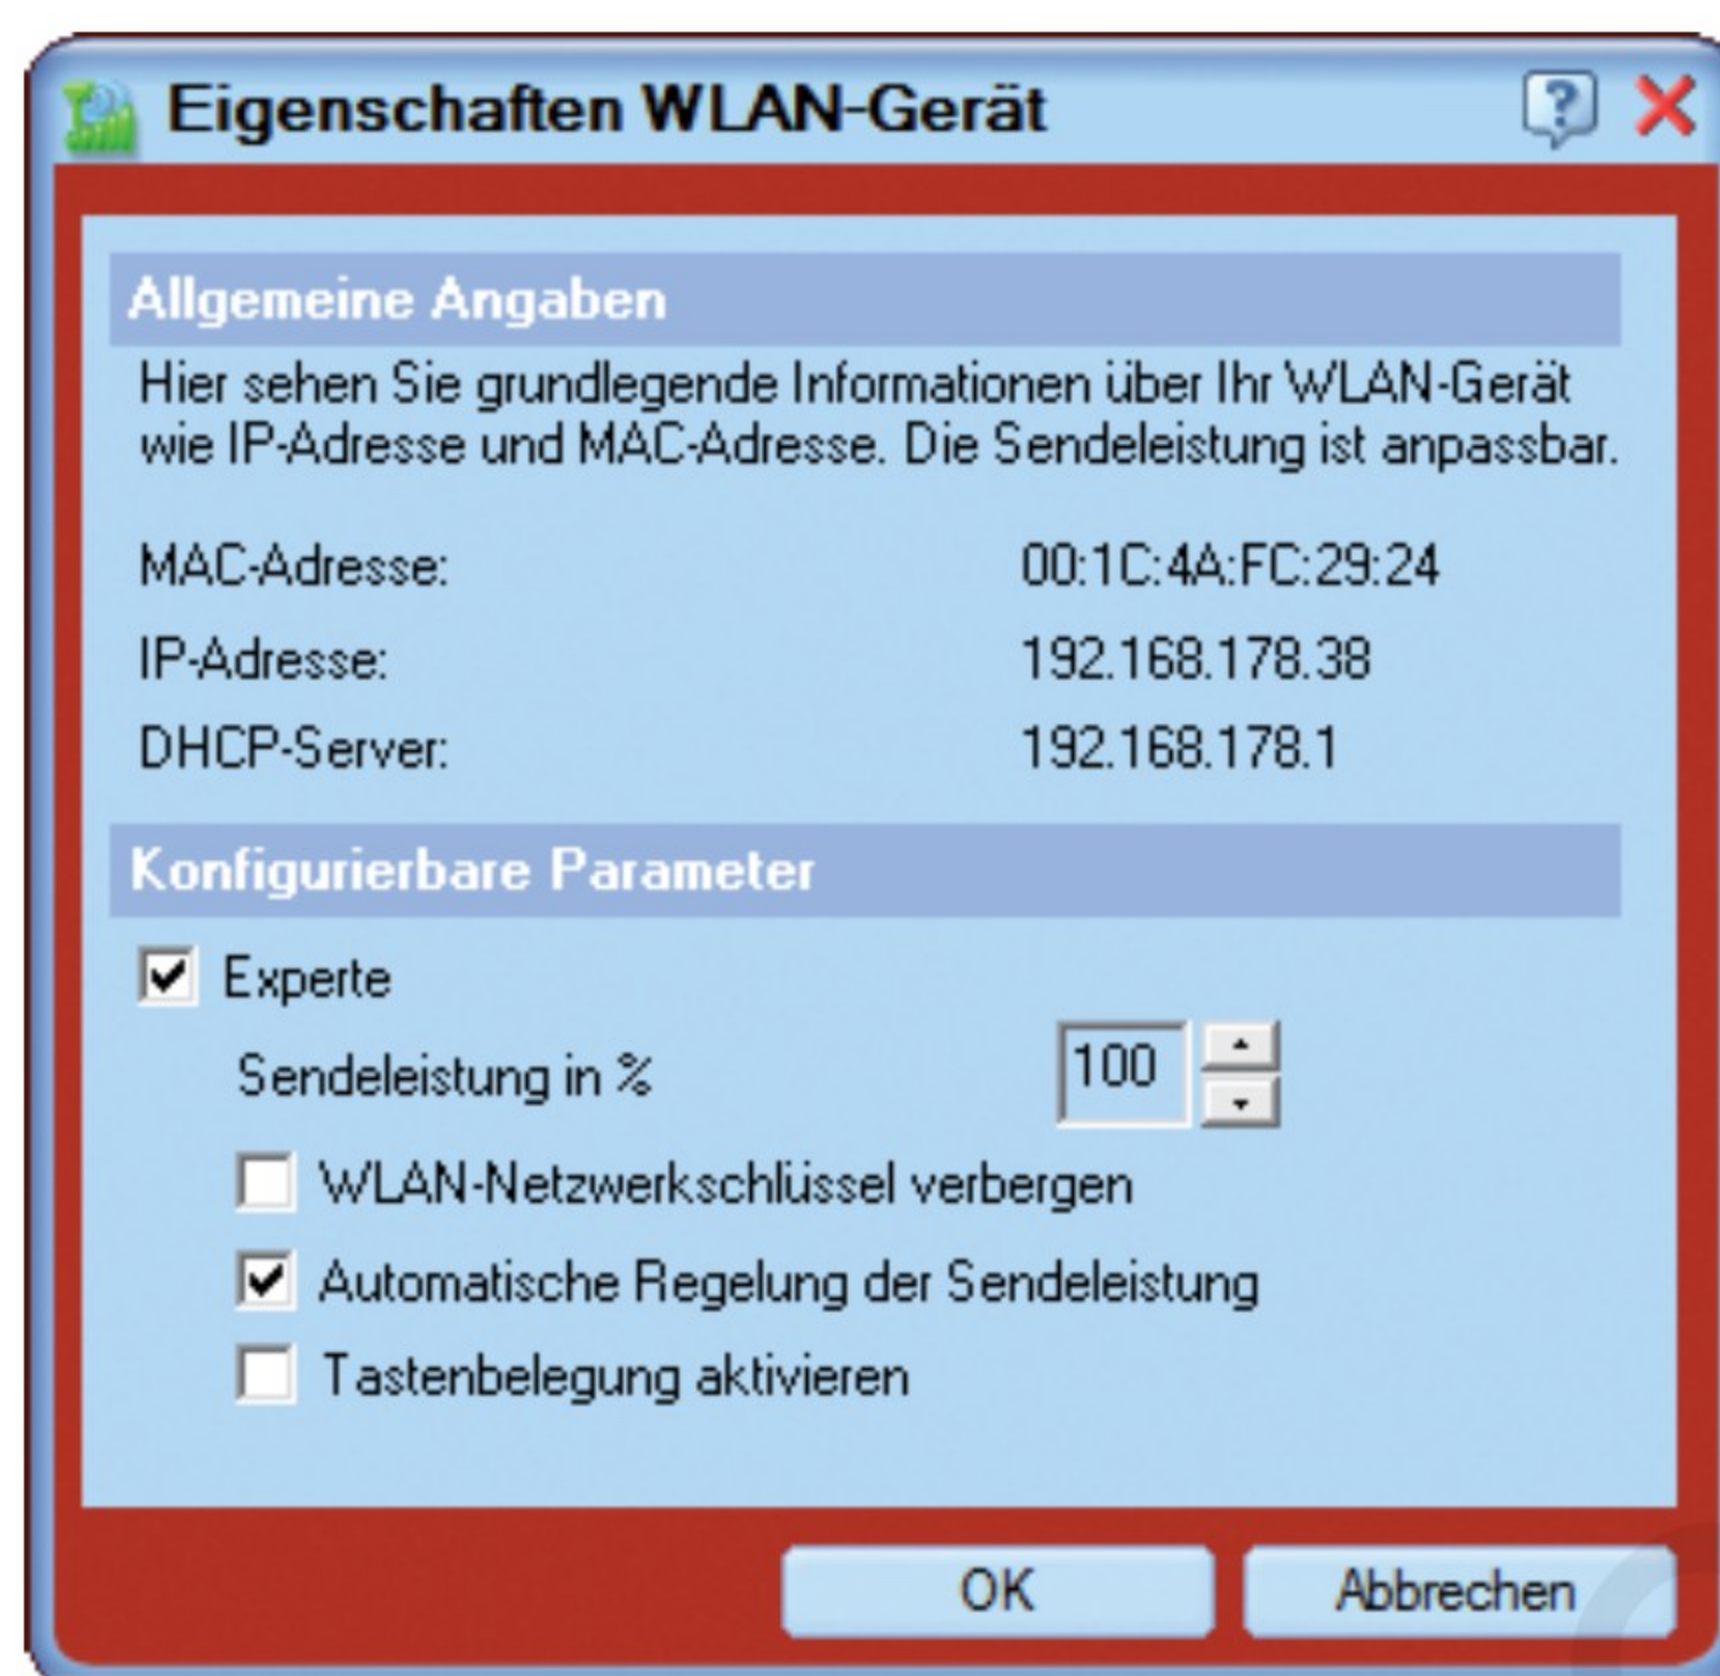 Eigenschaften WLAN-Gerät
Allgemeine Angaben
Hier sehen Sie grundlegende Informationen über Ihr WLAN-Gerät
wie IP-Adresse und MAC-Adresse. Die Sendeleistung ist anpassbar.
MAC-Adresse: 00:1C:4A:FC:29:24
IP-Adresse: 192.168.178.38
DHCP-Server: 192.168.178.1
Konfigurierbare Parameter
Experte
Sendeleistung in % 100
WLAN-Netzwerkschlüssel verbergen
Automatische Regelung der Sendeleistung
Tastenbelegung aktivieren
OK Abbrechen